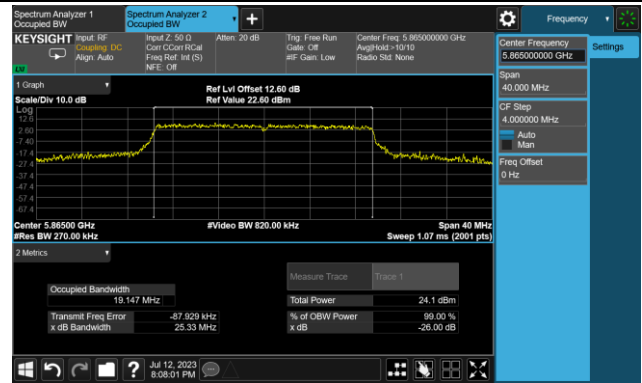 Spectrum Analyzer 1
Occupied BW
Spectrum Analyzer 2
Occupied BW
Frequency
KEYSIGHT
Input: RF
Coupling: DC
Align: Auto
Input Z: 50 Ω
Corr CCorr RCal
Freq Ref: Int (S)
NFE: Off
Atten: 20 dB
Trig: Free Run
Gate: Off
#IF Gain: Low
Center Freq: 5.865000000 GHz
Avg|Hold:>10/10
Radio Std: None
Center Frequency
5.865000000 GHz
Settings
Span
40.000 MHz
CF Step
4.000000 MHz
Auto
Man
Freq Offset
0 Hz
1 Graph
Scale/Div 10.0 dB
Ref Lvl Offset 12.60 dB
Ref Value 22.60 dBm
Log
12.6
2.60
-7.40
-17.4
-27.4
-37.4
-47.4
-57.4
-67.4
Center 5.86500 GHz
#Res BW 270.00 kHz
#Video BW 820.00 kHz
Span 40 MHz
Sweep 1.07 ms (2001 pts)
2 Metrics
Measure Trace
Trace 1
Occupied Bandwidth
19.147 MHz
Total Power
24.1 dBm
Transmit Freq Error
-87.929 kHz
% of OBW Power
99.00 %
x dB Bandwidth
25.33 MHz
x dB
-26.00 dB
Jul 12, 2023
8:08:01 PM